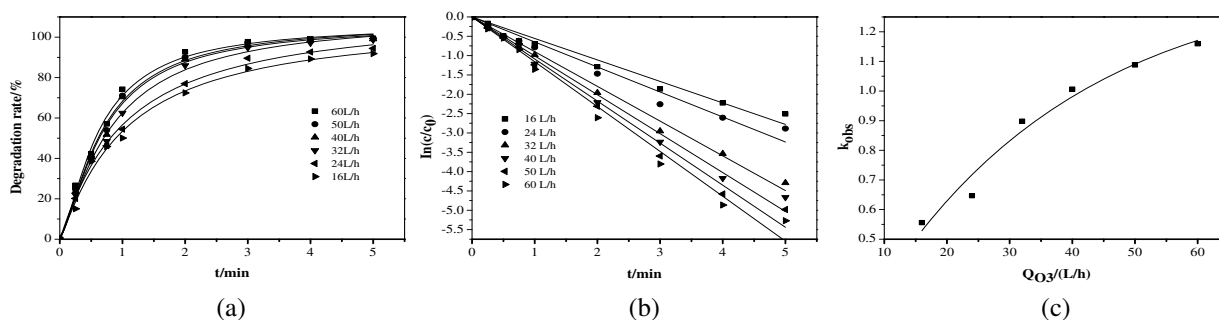 Degradation rate/%
100
80
60
40
20
0
60L/h
50L/h
40L/h
32L/h
24L/h
16L/h
0 1 2 3 4 5
t/min
(a)
In(c/c0)
0.0
-0.5
-1.0
-1.5
-2.0
-2.5
-3.0
-3.5
-4.0
-4.5
-5.0
-5.5
16 L/h
24 L/h
32 L/h
40 L/h
50 L/h
60 L/h
0 1 2 3 4 5
t/min
(b)
kobs
1.2
1.1
1.0
0.9
0.8
0.7
0.6
0.5
10 20 30 40 50 60
QO3/(L/h)
(c)